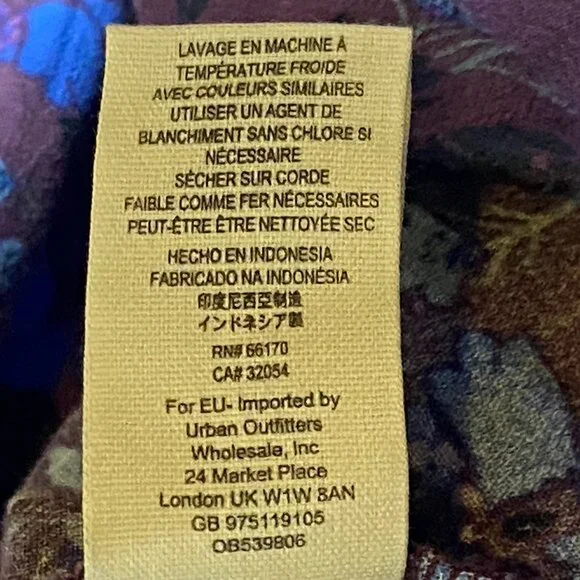 LAVAGE EN MACHINE À
TEMPÉRATURE FROIDE
AVEC COULEURS SIMILAIRES
UTILISER UN AGENT DE
BLANCHIMENT SANS CHLORE SI
NÉCESSAIRE
SÉCHER SUR CORDE
FAIBLE COMME FER NÉCESSAIRES
PEUT-ÊTRE ÊTRE NETTOYÉE SEC
HECHO EN INDONESIA
FABRICADO NA INDONÉSIA
印度尼西亞制造
インドネシア製
RN# 66170
CA# 32054
For EU- Imported by
Urban Outfitters
Wholesale, Inc
24 Market Place
London UK W1W 8AN
GB 975119105
OB539806